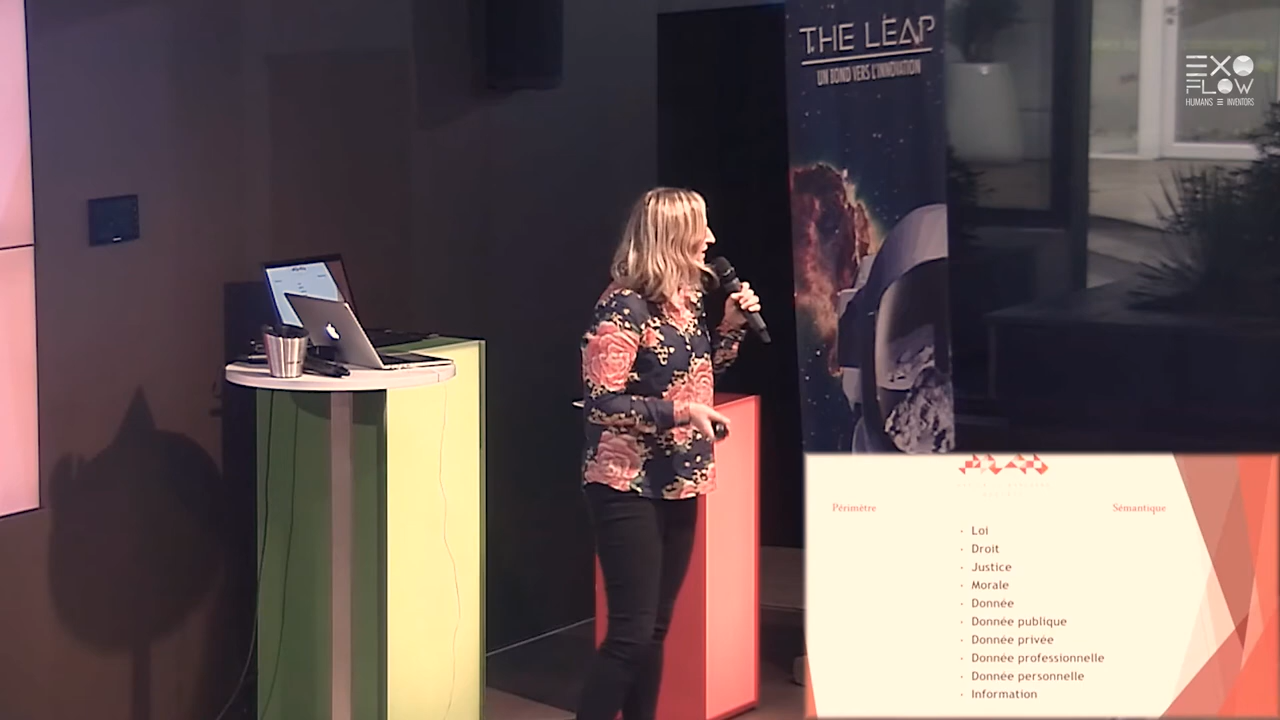 THE LEAP
UN BOND VERS L'INNOVATION
EXO
FLOW
HUMANS INVENTORS
Périmètre
Sémantique
· Loi
· Droit
· Justice
· Morale
· Donnée
· Donnée publique
· Donnée privée
· Donnée professionnelle
· Donnée personnelle
· Information